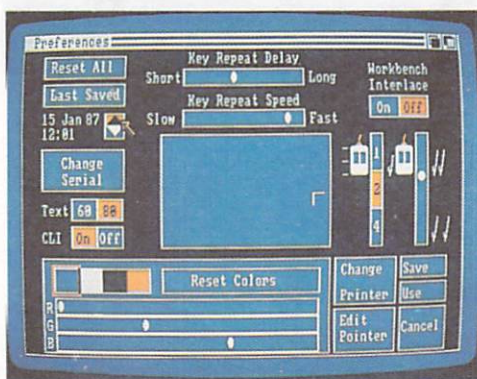 Preferences
Reset All
Key Repeat Delay
Short
Long
Workbench
Interlace
Last Saved
Key Repeat Speed
Slow
Fast
On Off
15 Jan 87
12:01
Change
Serial
1
2
4
Text 60 80
CLI On Off
Reset Colors
R
G
B
Change
Printer
Save
Use
Edit
Pointer
Cancel